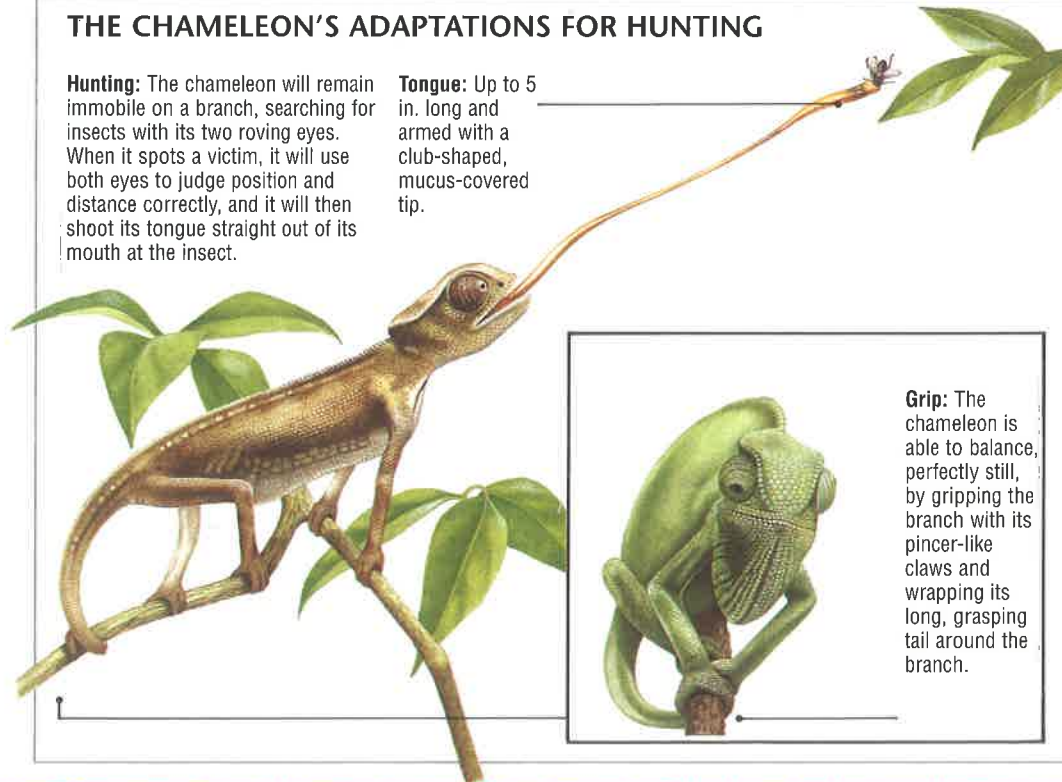 THE CHAMELEON'S ADAPTATIONS FOR HUNTING
Hunting: The chameleon will remain
immobile on a branch, searching for
insects with its two roving eyes.
When it spots a victim, it will use
both eyes to judge position and
distance correctly, and it will then
shoot its tongue straight out of its
mouth at the insect.
Tongue: Up to 5
in. long and
armed with a
club-shaped,
mucus-covered
tip.
Grip: The
chameleon is
able to balance,
perfectly still,
by gripping the
branch with its
pincer-like
claws and
wrapping its
long, grasping
tail around the
branch.